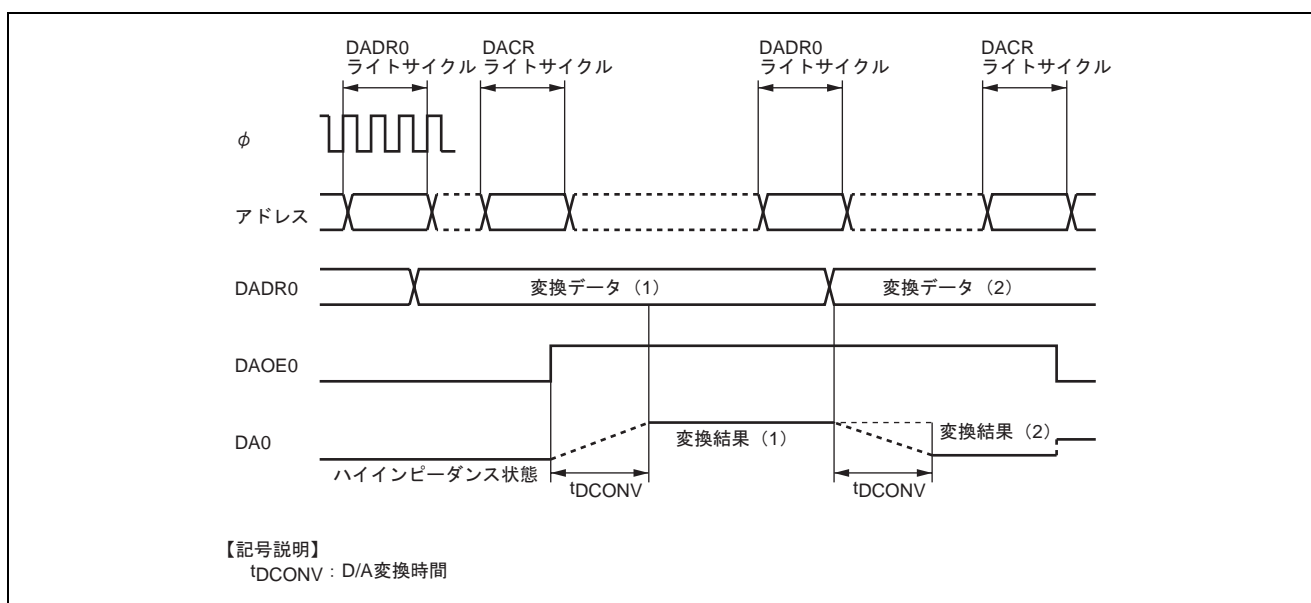 DADR0
ライトサイクル
DACR
ライトサイクル
DADR0
ライトサイクル
DACR
ライトサイクル
φ
アドレス
DADR0
変換データ（1）
変換データ（2）
DAOE0
DA0
変換結果（1）
変換結果（2）
ハイインピーダンス状態
tDCONV
tDCONV
【記号説明】
tDCONV：D/A変換時間